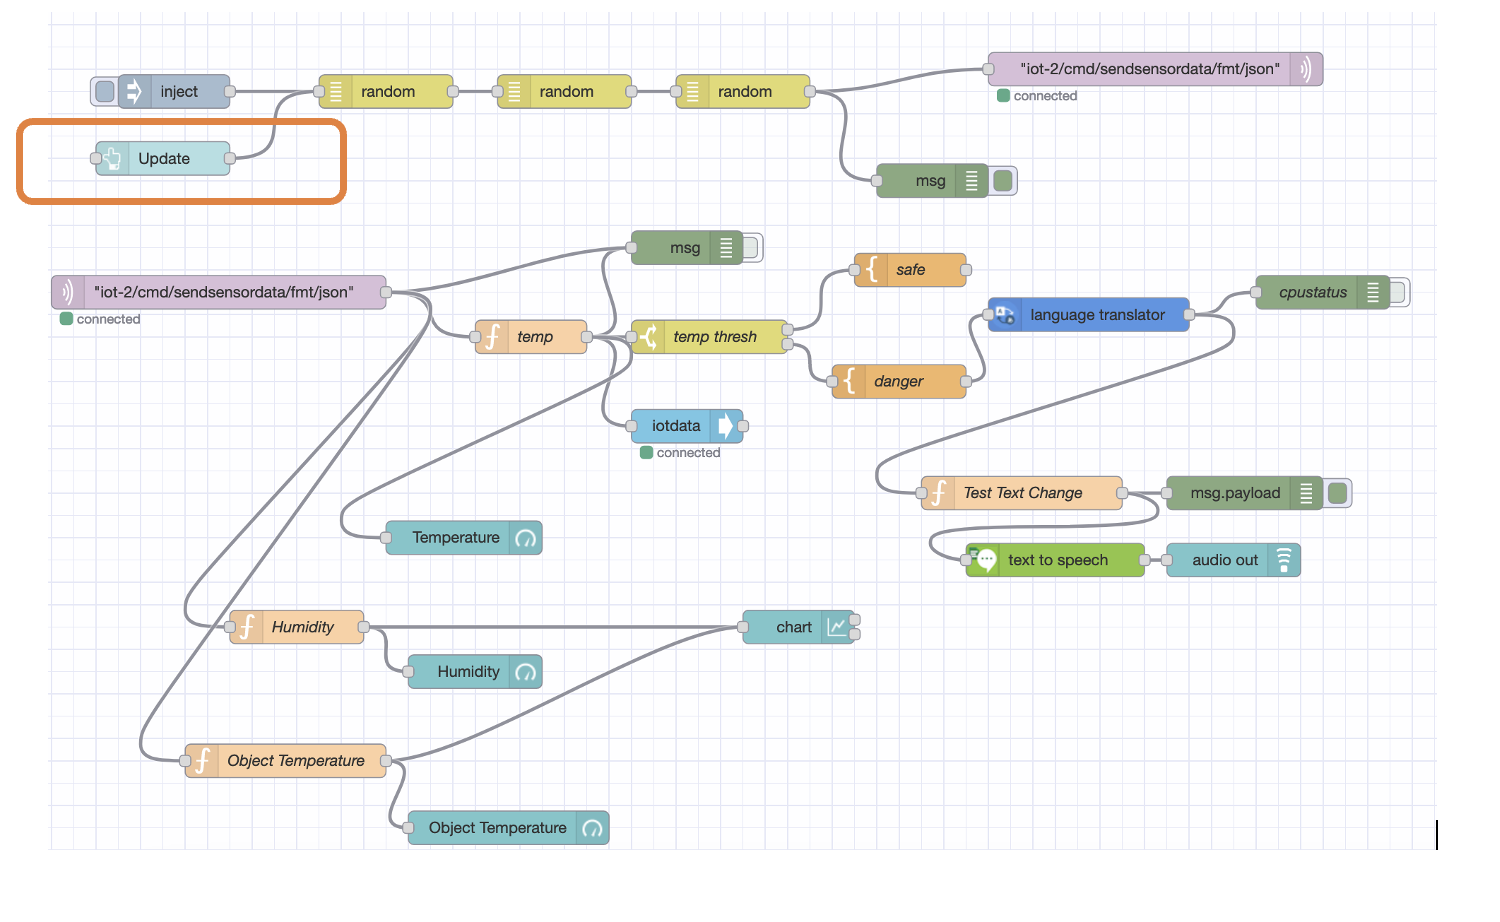 inject
random
random
random
"iot-2/cmd/sendsensordata/fmt/json"
connected
Update
msg
msg
"iot-2/cmd/sendsensordata/fmt/json"
connected
safe
cpustatus
language translator
temp
temp thresh
danger
iotdata
connected
Test Text Change
msg.payload
Temperature
text to speech
audio out
Humidity
chart
Humidity
Object Temperature
Object Temperature